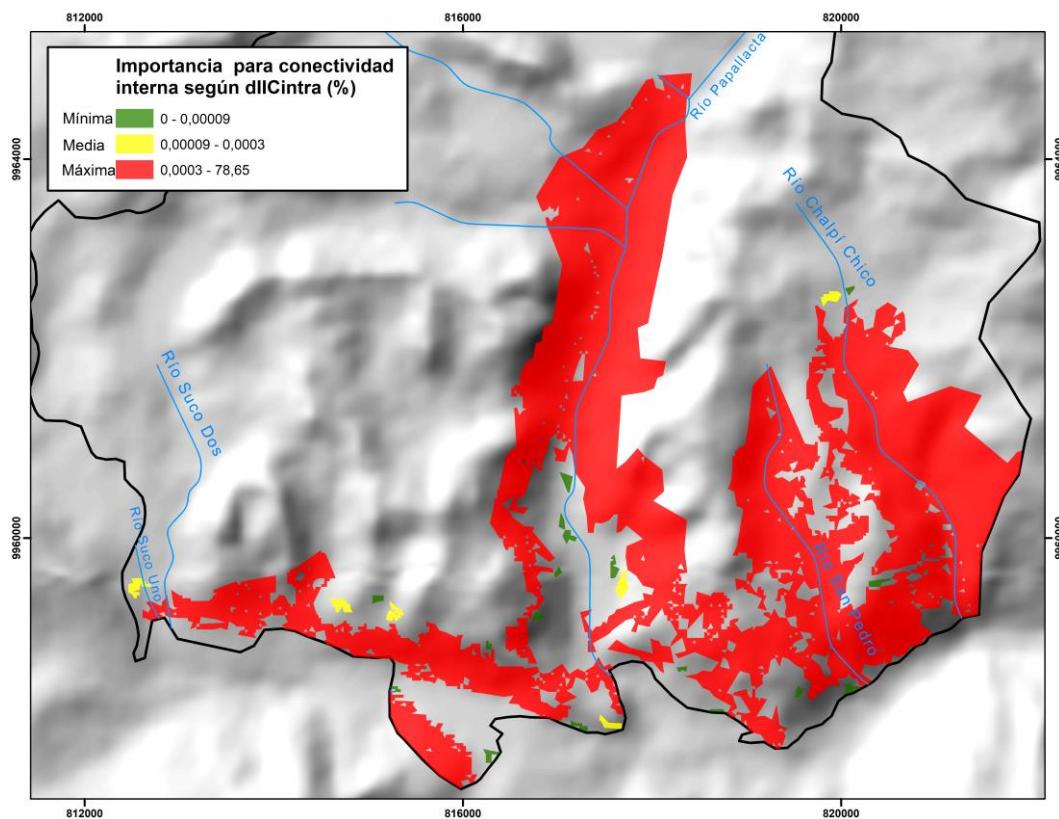 812000 816000 820000
Importancia para conectividad
interna según dIICintra (%)
Mínima 0 - 0,00009
Media 0,00009 - 0,0003
Máxima 0,0003 - 78,65
Río Papallacta
9964000 9964000
Río Chalpí Chico
Río Suco Dos
9960000 9960000
Río Suco Uno
Río San Pedro
812000 816000 820000